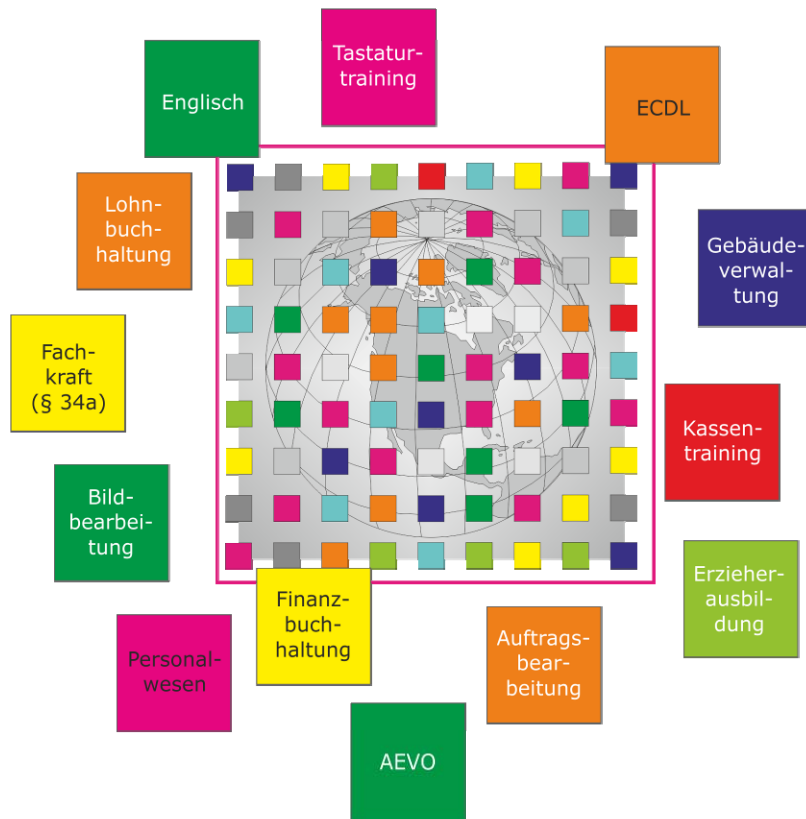 Tastatur-
training
Englisch
ECDL
Lohn-
buch-
haltung
Gebäude-
verwal-
tung
Fach-
kraft
(§ 34a)
Kassen-
training
Bild-
bearbei-
tung
Erzieher-
ausbil-
dung
Finanz-
buch-
haltung
Auftrags-
bear-
beitung
Personal-
wesen
AEVO